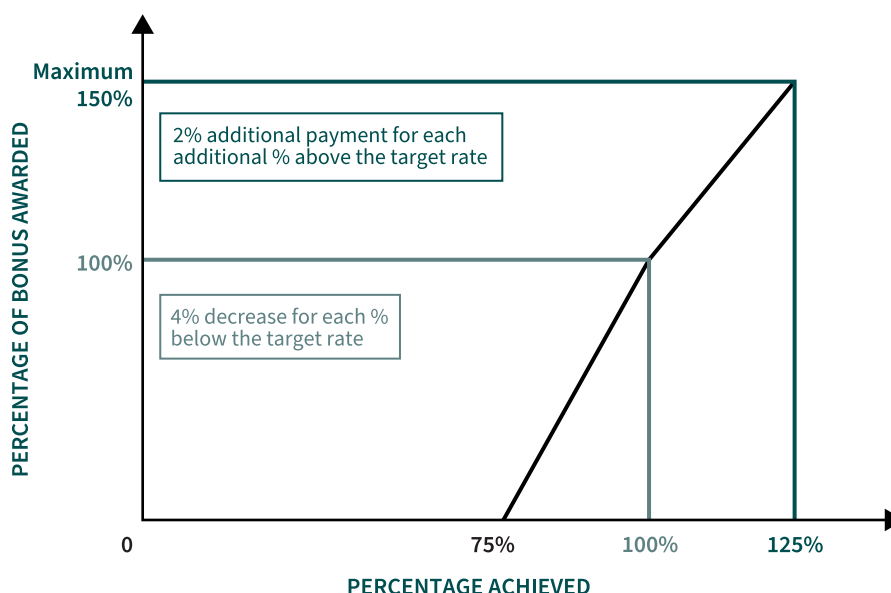 Maximum
150%
2% additional payment for each
additional % above the target rate
PERCENTAGE OF BONUS AWARDED
100%
4% decrease for each %
below the target rate
0
75%
100%
125%
PERCENTAGE ACHIEVED